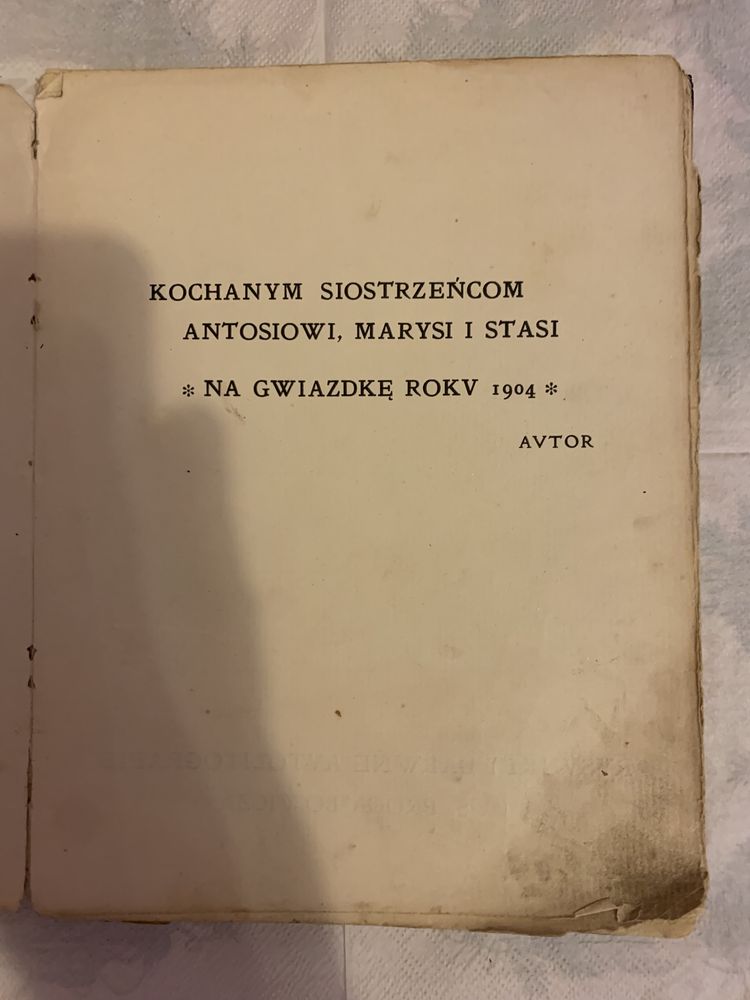 KOCHANYM SIOSTRZEŃCOM
ANTOSIOWI, MARYSI I STASI
* NA GWIAZDKĘ ROKV 1904 *
AVTOR